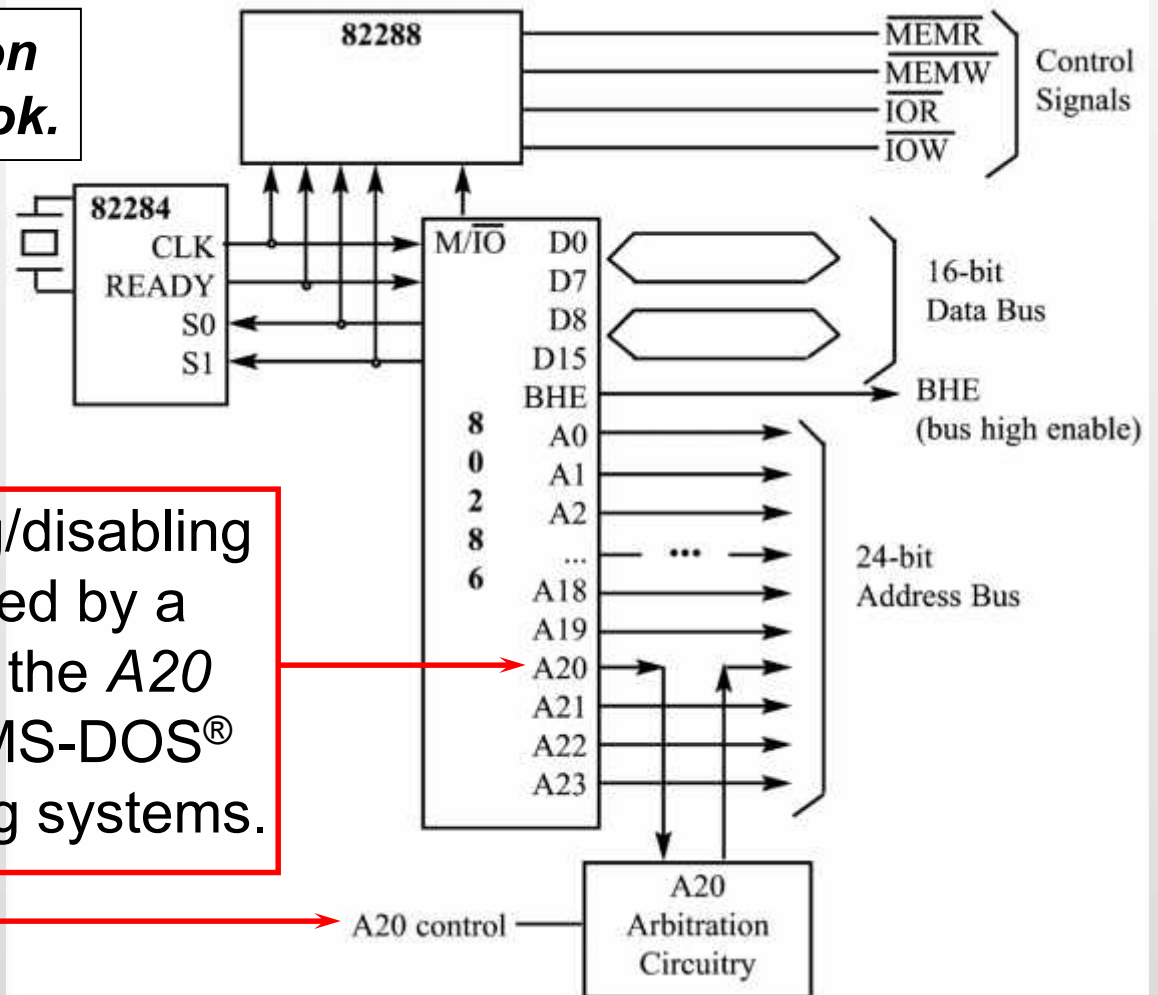 on
ok.
82288
MEMR
MEMW
IOR
IOW
Control
Signals
82284
CLK
READY
S0
S1
M/IO
D0
D7
D8
D15
BHE
16-bit
Data Bus
BHE
(bus high enable)
8
0
2
8
6
A0
A1
A2
...
•••
A18
A19
A20
A21
A22
A23
24-bit
Address Bus
g/disabling
ed by a
the A20
MS-DOS®
g systems.
A20 control
A20
Arbitration
Circuitry